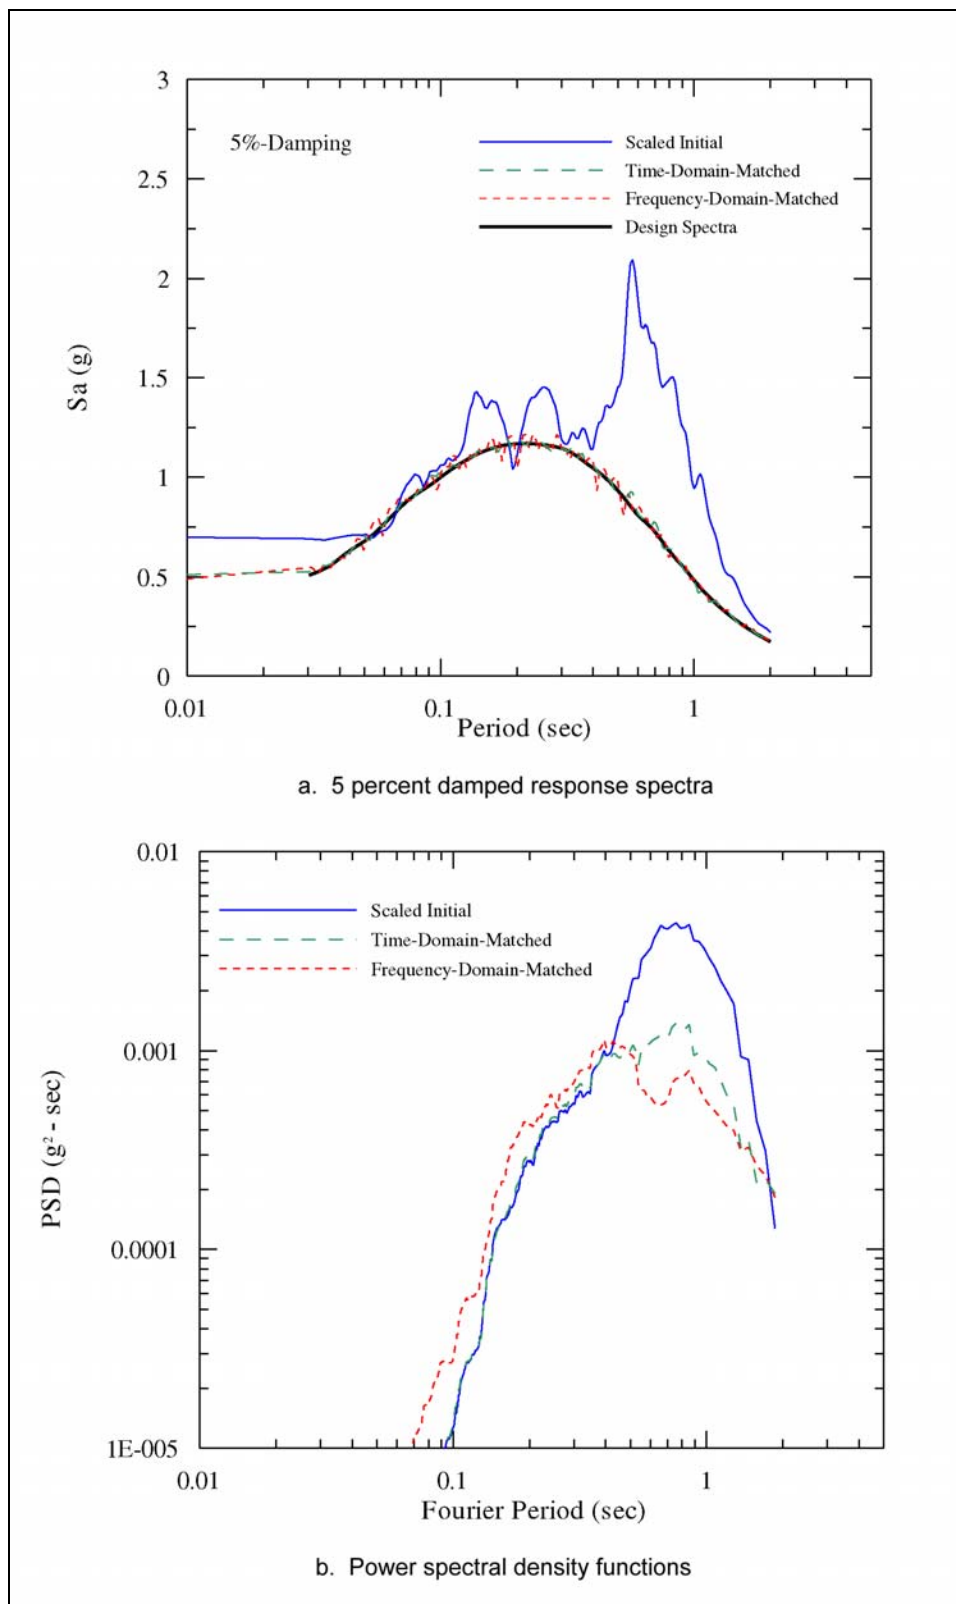 3
5%-Damping
Scaled Initial
Time-Domain-Matched
2.5
Frequency-Domain-Matched
Design Spectra
2
Sa (g)
1.5
1
0.5
0
0.01
0.1
1
Period (sec)
a. 5 percent damped response spectra
0.01
Scaled Initial
Time-Domain-Matched
Frequency-Domain-Matched
0.001
PSD (g² - sec)
0.0001
1E-005
0.01
0.1
1
Fourier Period (sec)
b. Power spectral density functions